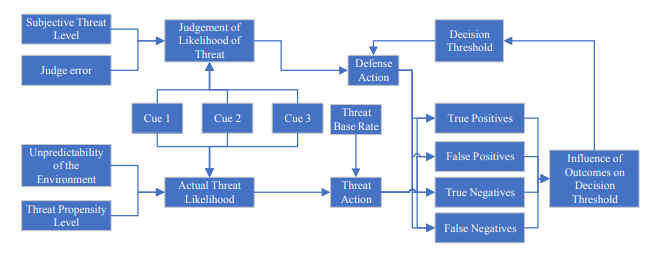 Subjective Threat
Level
Judge error
Judgement of
Likelihood of
Threat
Decision
Threshold
Defense
Action
Cue 1
Cue 2
Cue 3
Threat
Base Rate
True Positives
False Positives
True Negatives
False Negatives
Unpredictability
of the
Environment
Threat Propensity
Level
Actual Threat
Likelihood
Threat
Action
Influence of
Outcomes on
Decision
Threshold